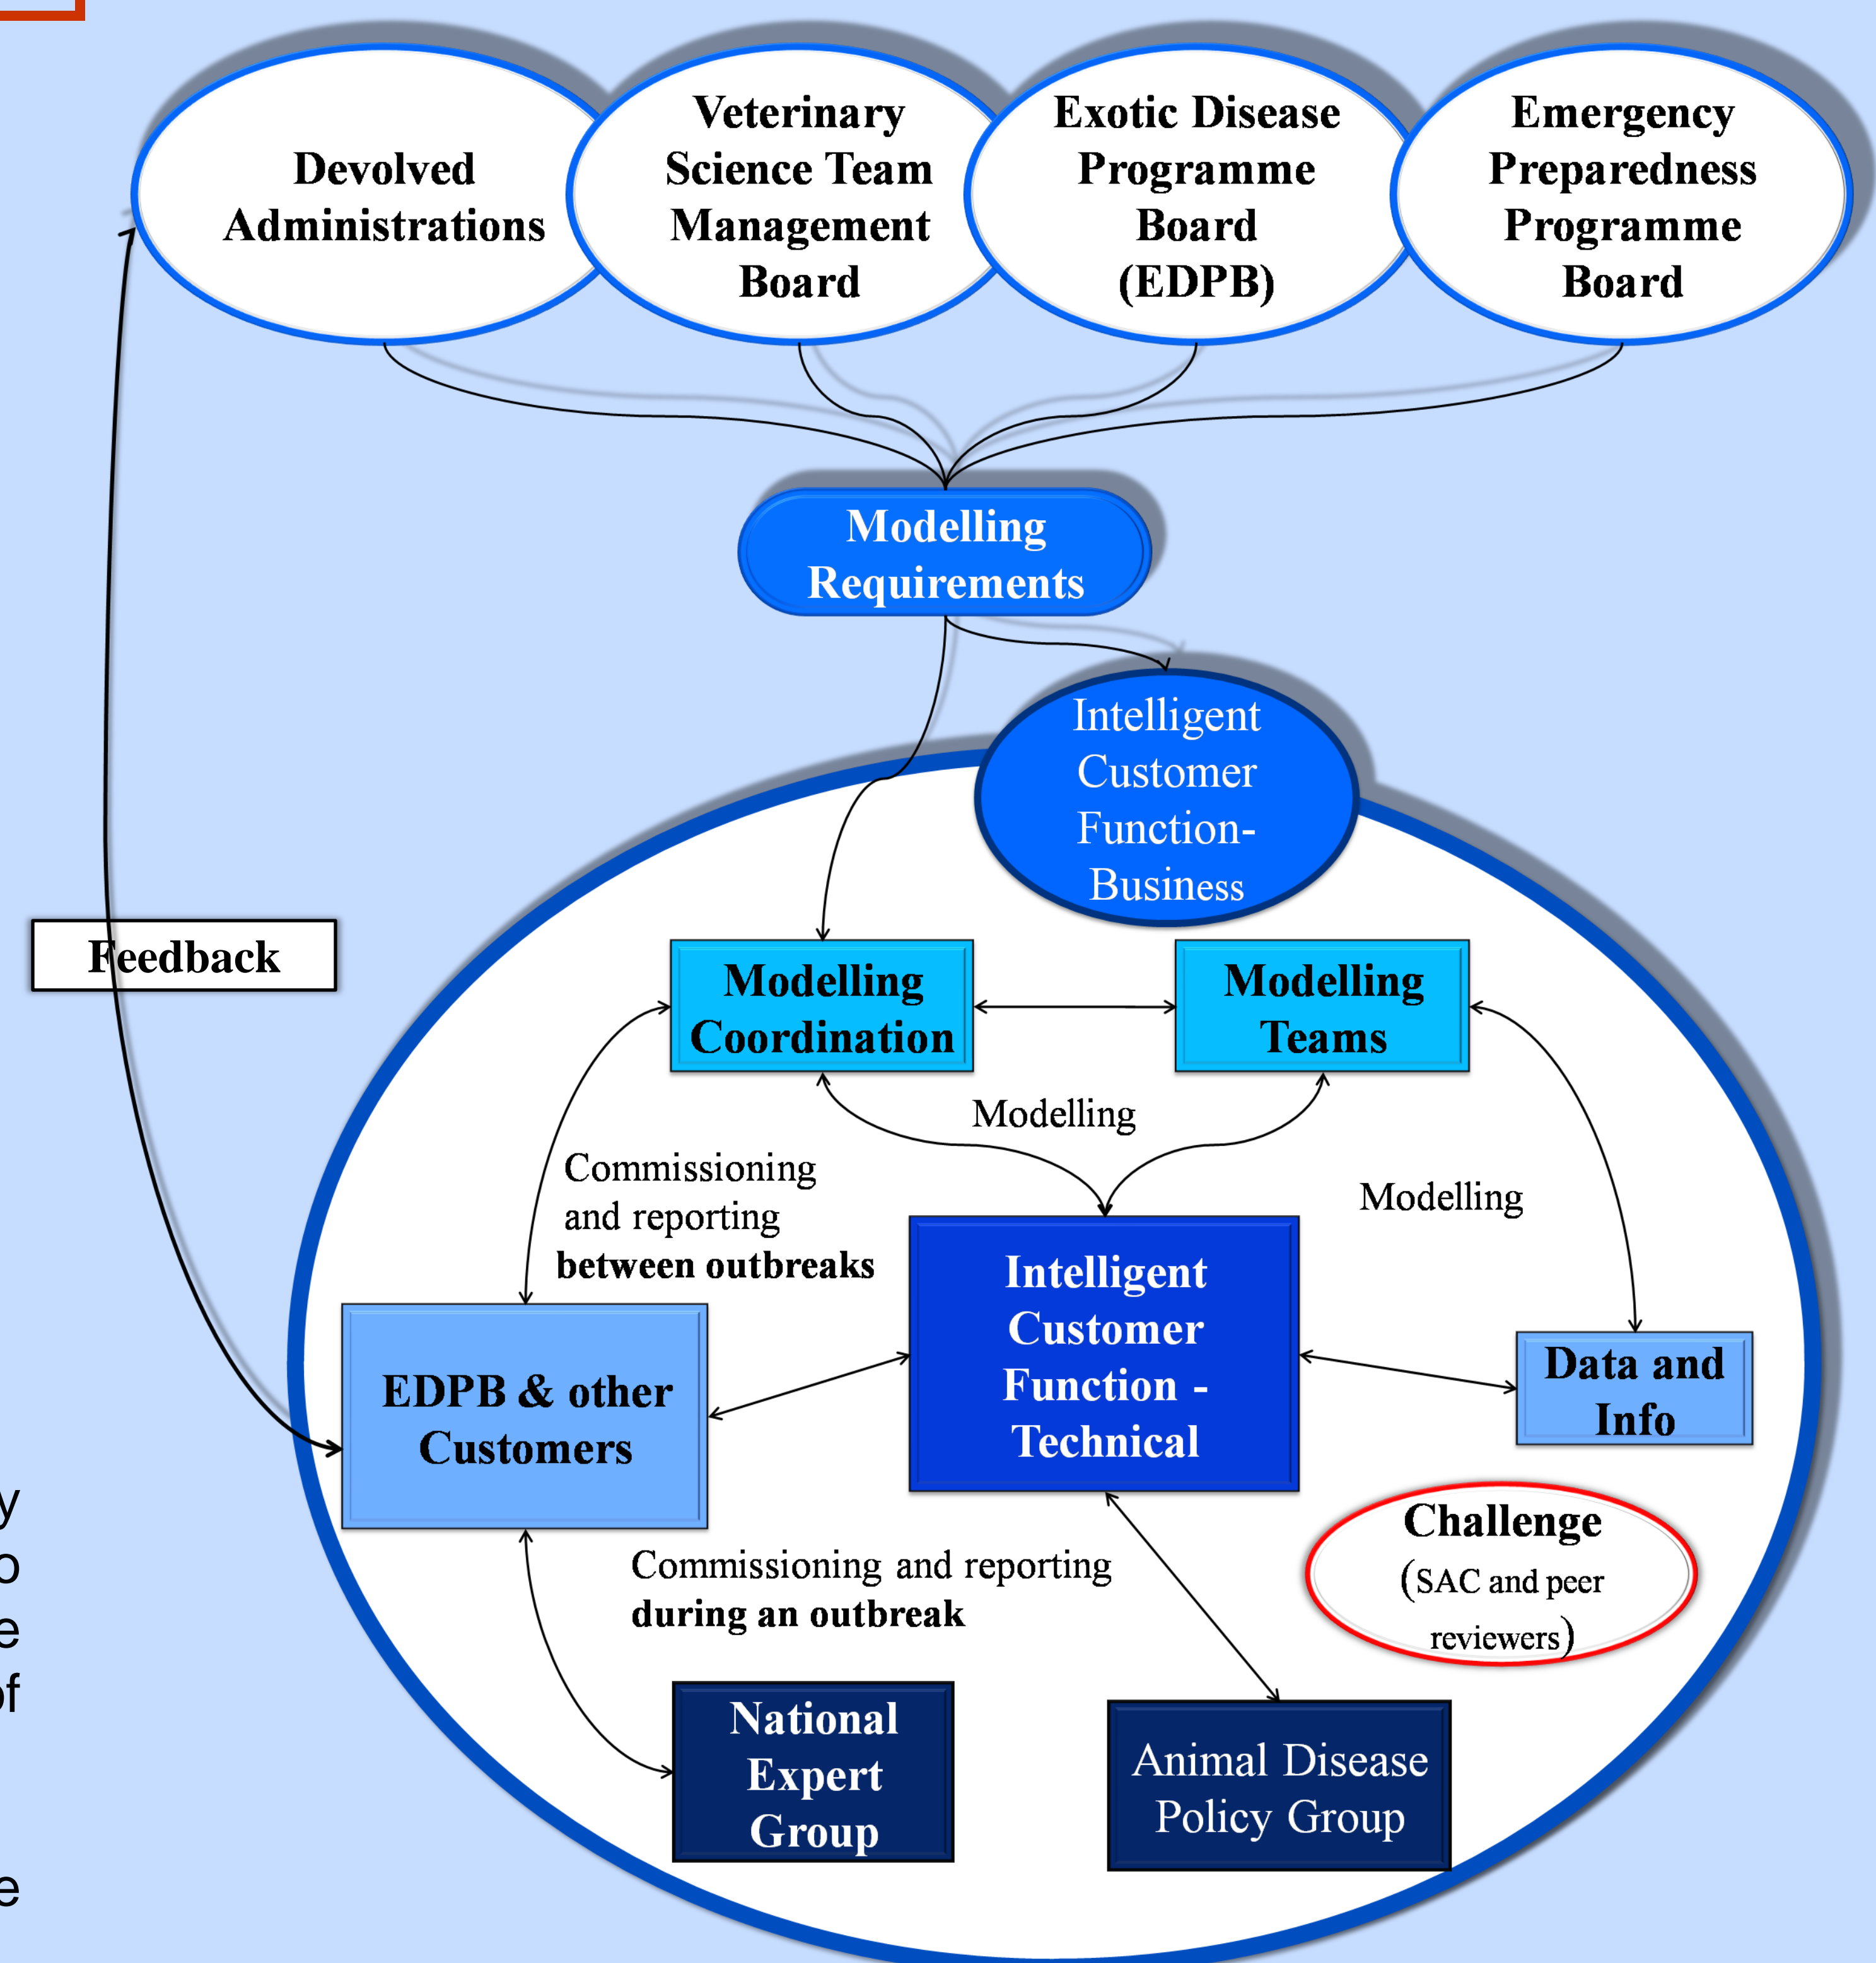 Devolved
Administrations
Veterinary
Science Team
Management
Board
Exotic Disease
Programme
Board
(EDPB)
Emergency
Preparedness
Programme
Board
Modelling
Requirements
Intelligent
Customer
Function-
Business
Feedback
Modelling
Coordination
Modelling
Teams
Modelling
Commissioning
and reporting
between outbreaks
Modelling
Intelligent
Customer
Function -
Technical
EDPB & other
Customers
Data and
Info
Challenge
(SAC and peer
reviewers)
Commissioning and reporting
during an outbreak
National
Expert
Group
Animal Disease
Policy Group
y
o
e
of
e